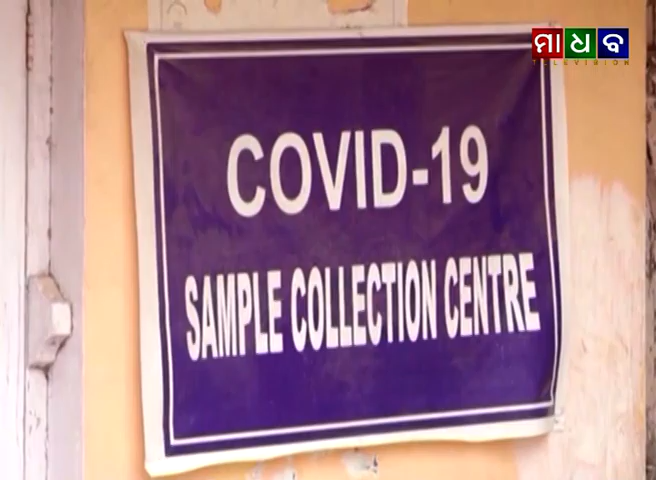 ମାଧବ
TELEVISION
COVID-19
SAMPLE COLLECTION CENTRE